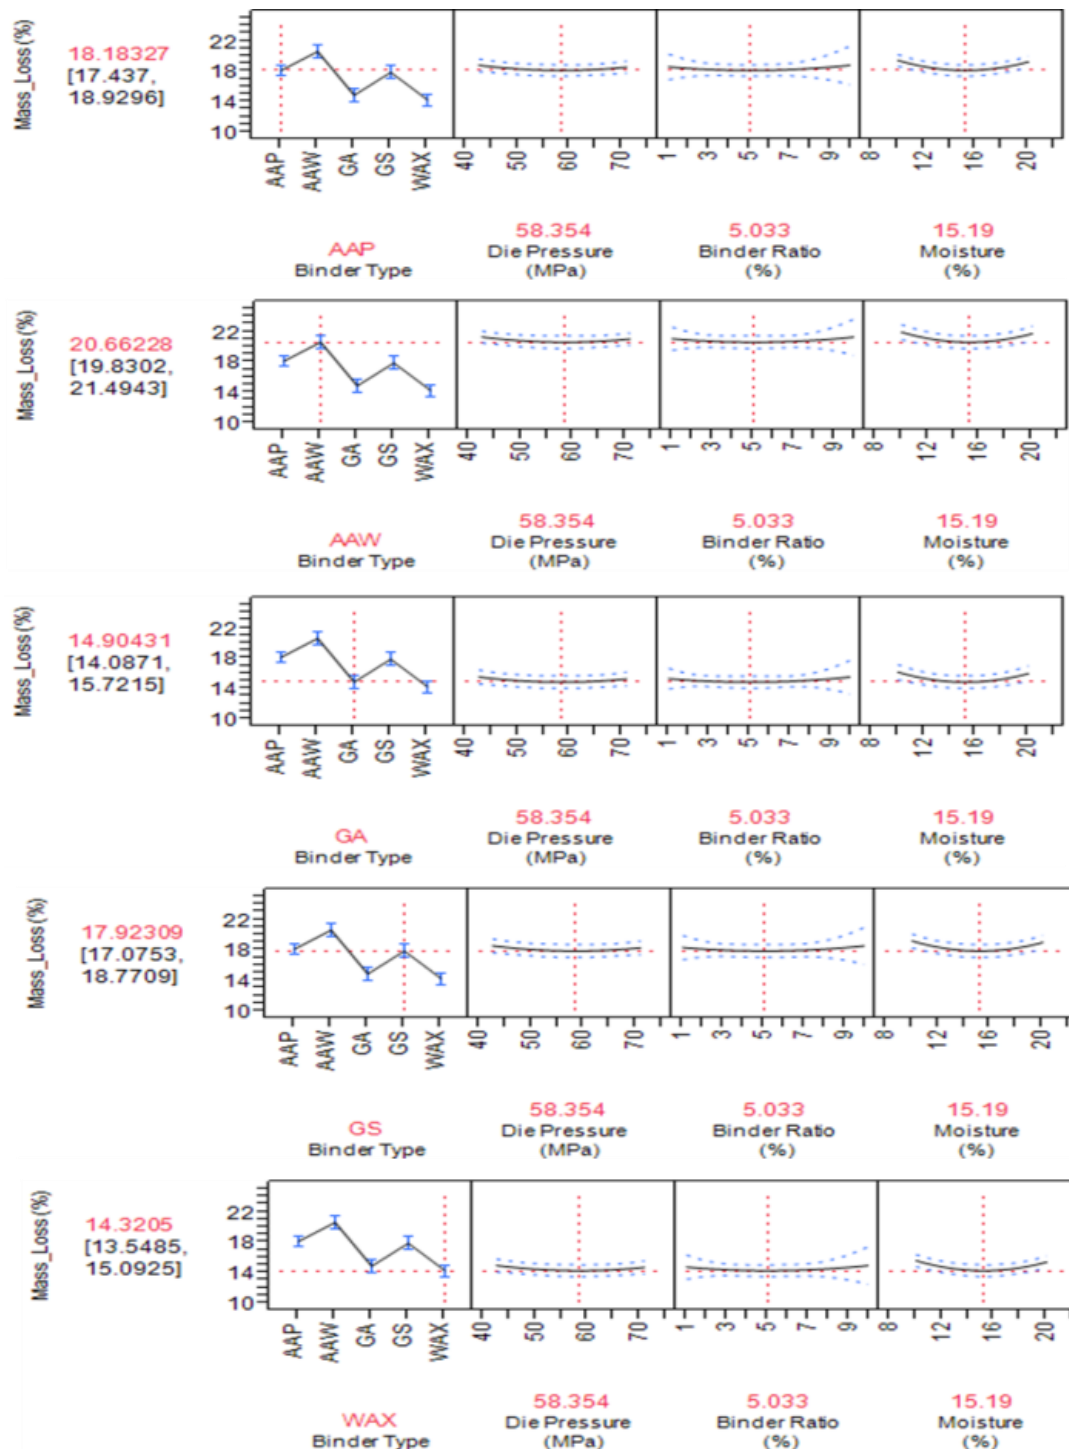 Mass_Loss (%)
18.18327
[17.437,
18.9296]
22
18
14
10
AAP
AAW
GA
GS
WAX
40
50
60
70
1
3
5
7
9
8
12
16
20
AAP
Binder Type
58.354
Die Pressure
(MPa)
5.033
Binder Ratio
(%)
15.19
Moisture
(%)
Mass_Loss (%)
20.66228
[19.8302,
21.4943]
22
18
14
10
AAP
AAW
GA
GS
WAX
40
50
60
70
1
3
5
7
9
8
12
16
20
AAW
Binder Type
58.354
Die Pressure
(MPa)
5.033
Binder Ratio
(%)
15.19
Moisture
(%)
Mass_Loss (%)
14.90431
[14.0871,
15.7215]
22
18
14
10
AAP
AAW
GA
GS
WAX
40
50
60
70
1
3
5
7
9
8
12
16
20
GA
Binder Type
58.354
Die Pressure
(MPa)
5.033
Binder Ratio
(%)
15.19
Moisture
(%)
Mass_Loss (%)
17.92309
[17.0753,
18.7709]
22
18
14
10
AAP
AAW
GA
GS
WAX
40
50
60
70
1
3
5
7
9
8
12
16
20
GS
Binder Type
58.354
Die Pressure
(MPa)
5.033
Binder Ratio
(%)
15.19
Moisture
(%)
Mass_Loss (%)
14.3205
[13.5485,
15.0925]
22
18
14
10
AAP
AAW
GA
GS
WAX
40
50
60
70
1
3
5
7
9
8
12
16
20
WAX
Binder Type
58.354
Die Pressure
(MPa)
5.033
Binder Ratio
(%)
15.19
Moisture
(%)